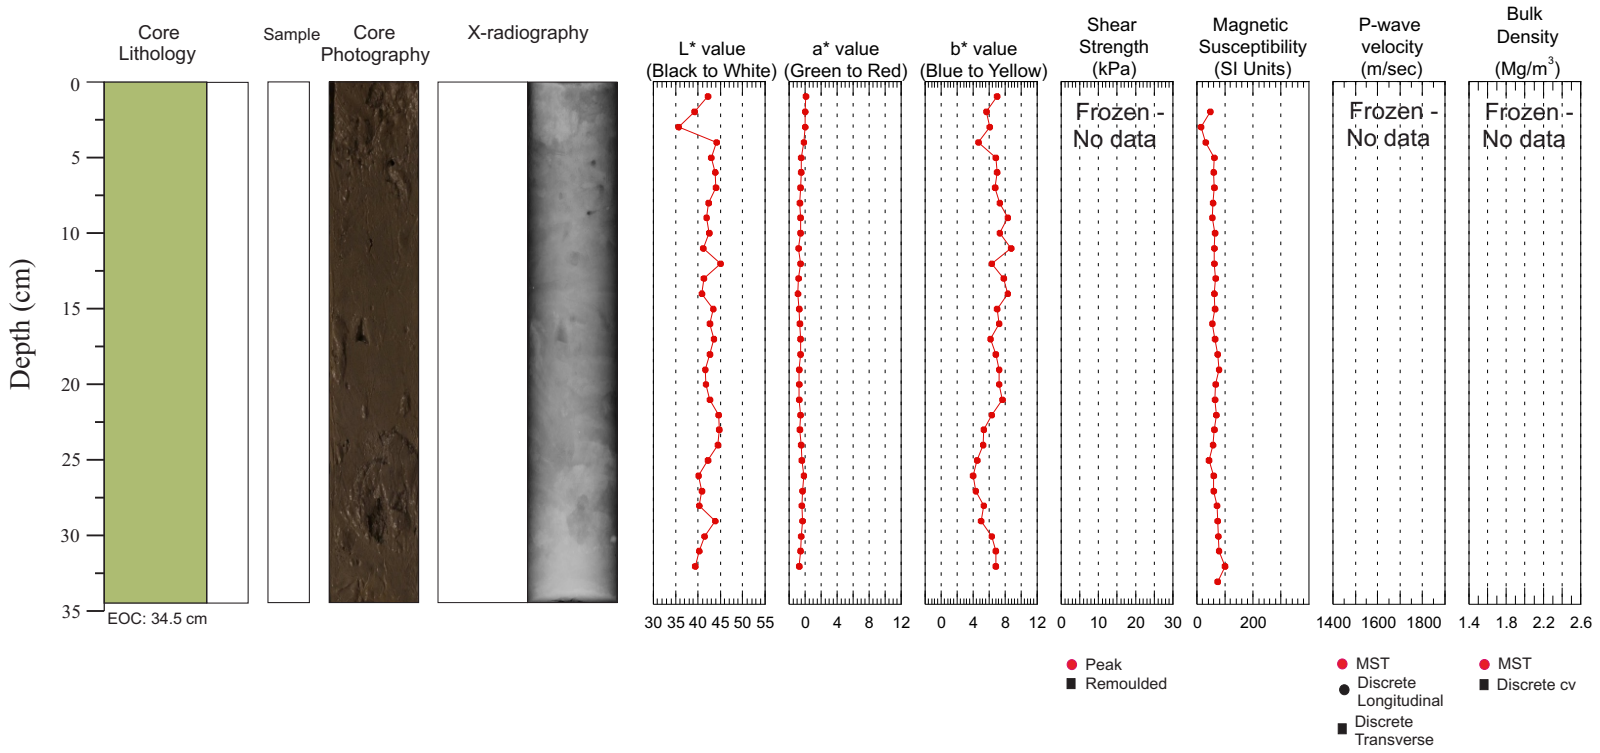 Core
Lithology
Sample
Core
Photography
X-radiography
L* value
(Black to White)
a* value
(Green to Red)
b* value
(Blue to Yellow)
Shear
Strength
(kPa)
Magnetic
Susceptibility
(SI Units)
P-wave
velocity
(m/sec)
Bulk
Density
(Mg/m³)
Depth (cm)
0
5
10
15
20
25
30
35
EOC: 34.5 cm
Frozen -
No data
Frozen -
No data
Frozen -
No data
30 35 40 45 50 55
0 4 8 12
0 4 8 12
0 10 20 30
0 200
1400 1600 1800
1.4 1.8 2.2 2.6
Peak
Remoulded
MST
Discrete
Longitudinal
Discrete
Transverse
MST
Discrete cv